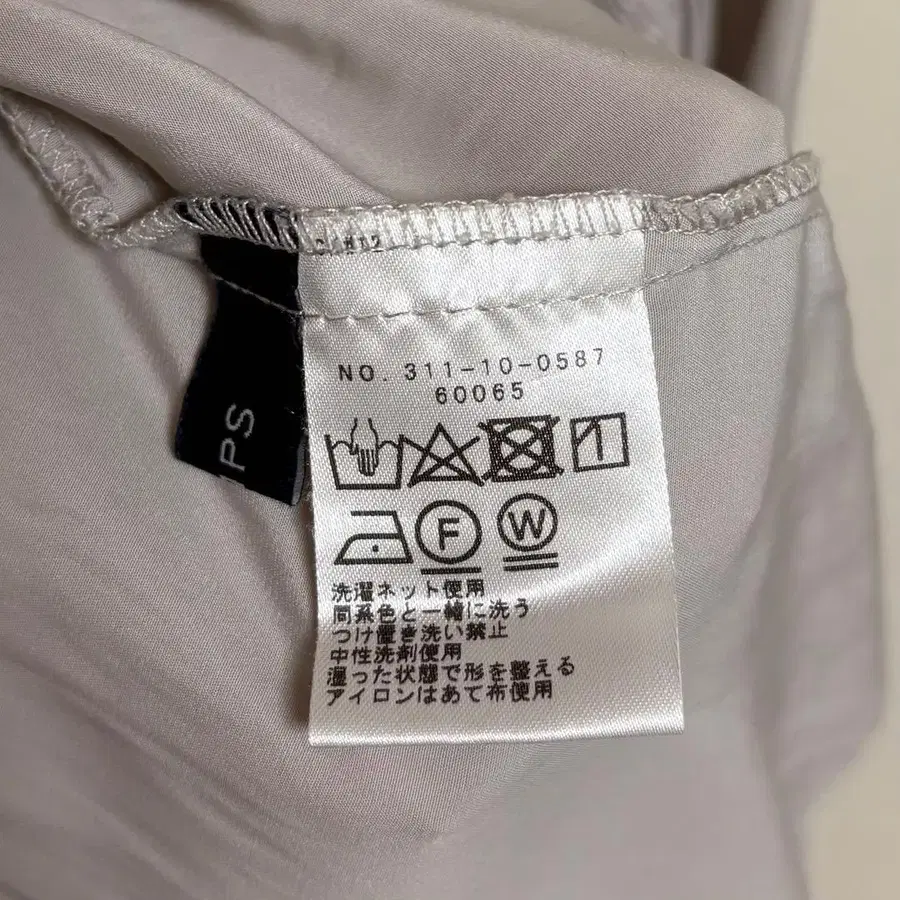 NO. 311-10-0587
60065
F
W
洗濯ネット使用
同系色と一緒に洗う
つけ置き洗い禁止
中性洗剤使用
湿った状態で形を整える
アイロンはあて布使用